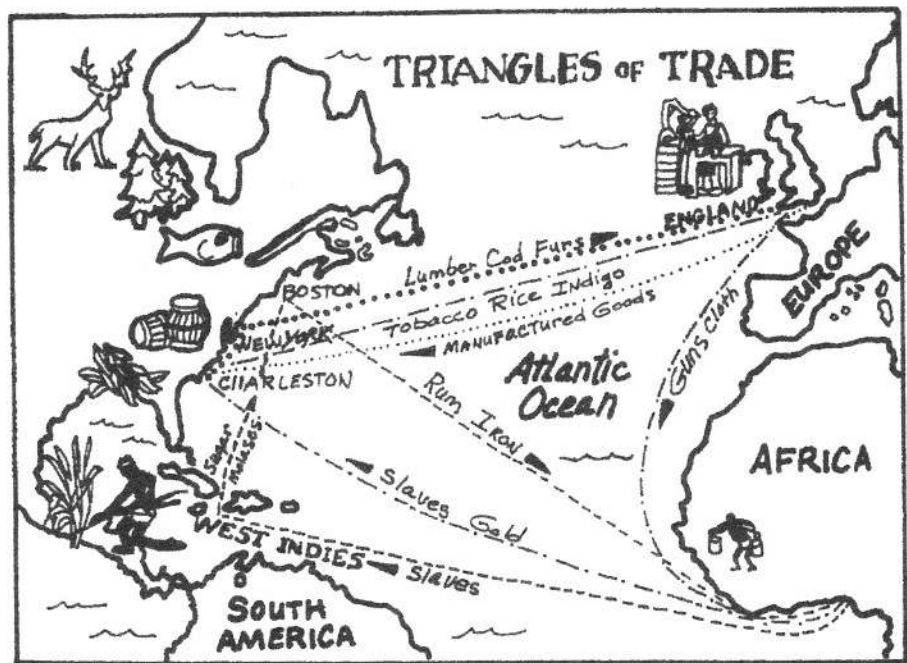 TRIANGLES OF TRADE
ENGLAND
EUROPE
Lumber Cod Furs
BOSTON
Tobacco Rice Indigo
Manufactured Goods
Guns Cloth
NEW YORK
CHARLESTON
Atlantic
Ocean
Rum Iron
AFRICA
Sugar
Molasses
Slaves Gold
WEST INDIES
Slaves
SOUTH
AMERICA